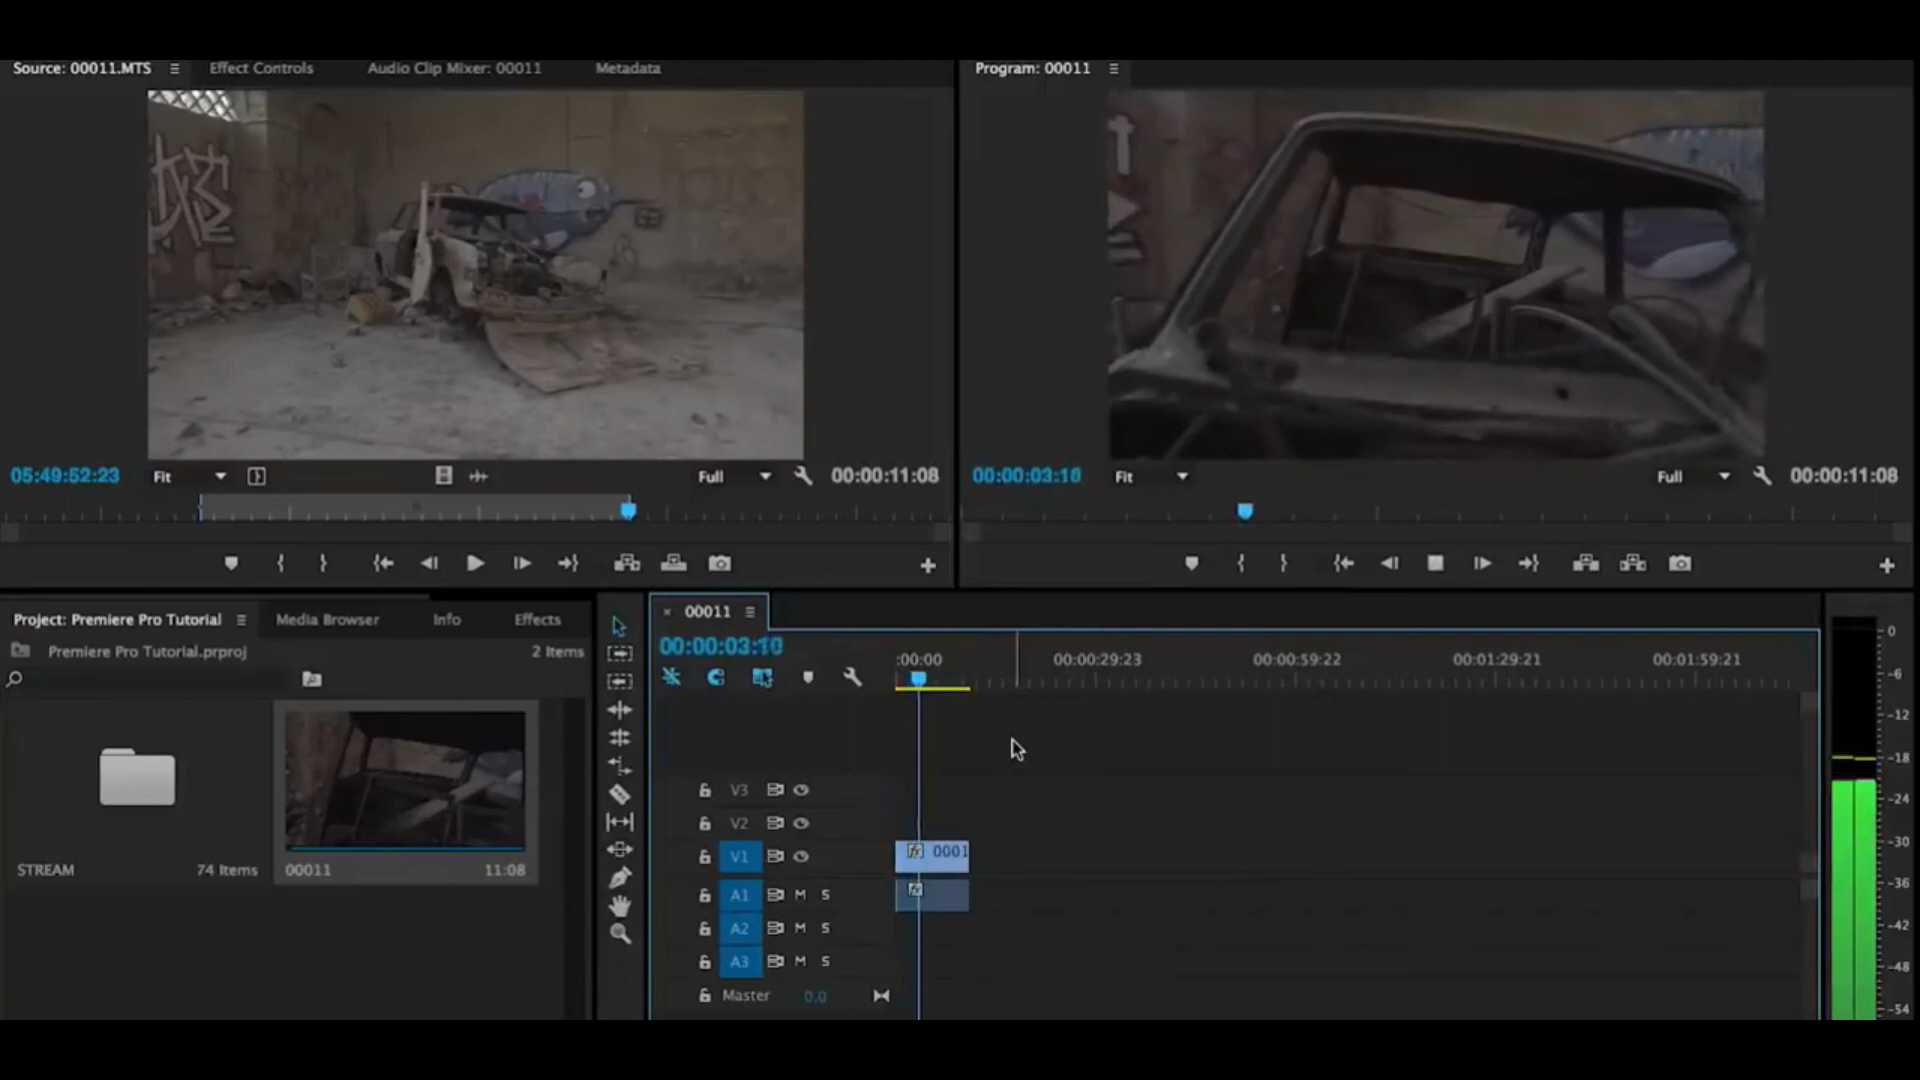 Source: 00011.MTS Effect Controls Audio Clip Mixer: 00011 Metadata
Program: 00011
05:49:52:23 Fit Full 00:00:11:08
00:00:03:10 Fit Full 00:00:11:08
Project: Premiere Pro Tutorial Media Browser Info Effects
Premiere Pro Tutorial.prproj 2 Items
STREAM 74 Items
00011 11:08
× 00011
00:00:03:10
:00:00 00:00:29:23 00:00:59:22 00:01:29:21 00:01:59:21
V3
V2
V1 fx 0001
A1 M S fx
A2 M S
A3 M S
Master 0.0
0
-6
-12
-18
-24
-30
-36
-42
-48
-54